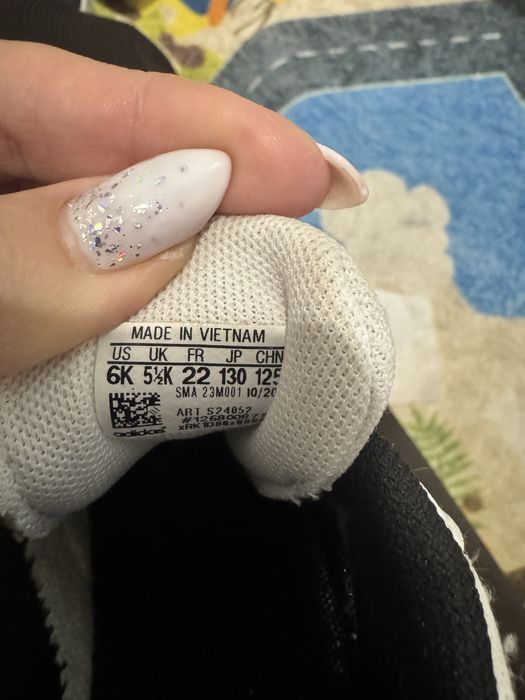 MADE IN VIETNAM
US UK FR JP CHN
6K 5½K 22 130 125
SMA 23M001 10/20
ART S24052
adidas